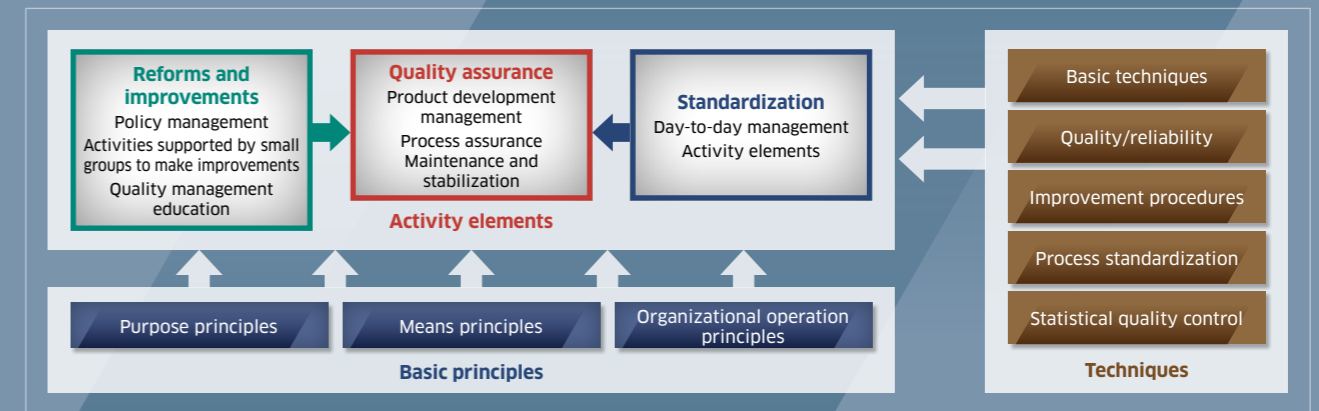 Reforms and
improvements
Policy management
Activities supported by small
groups to make improvements
Quality management
education
Quality assurance
Product development
management
Process assurance
Maintenance and
stabilization
Standardization
Day-to-day management
Activity elements
Activity elements
Purpose principles
Means principles
Organizational operation
principles
Basic principles
Basic techniques
Quality/reliability
Improvement procedures
Process standardization
Statistical quality control
Techniques